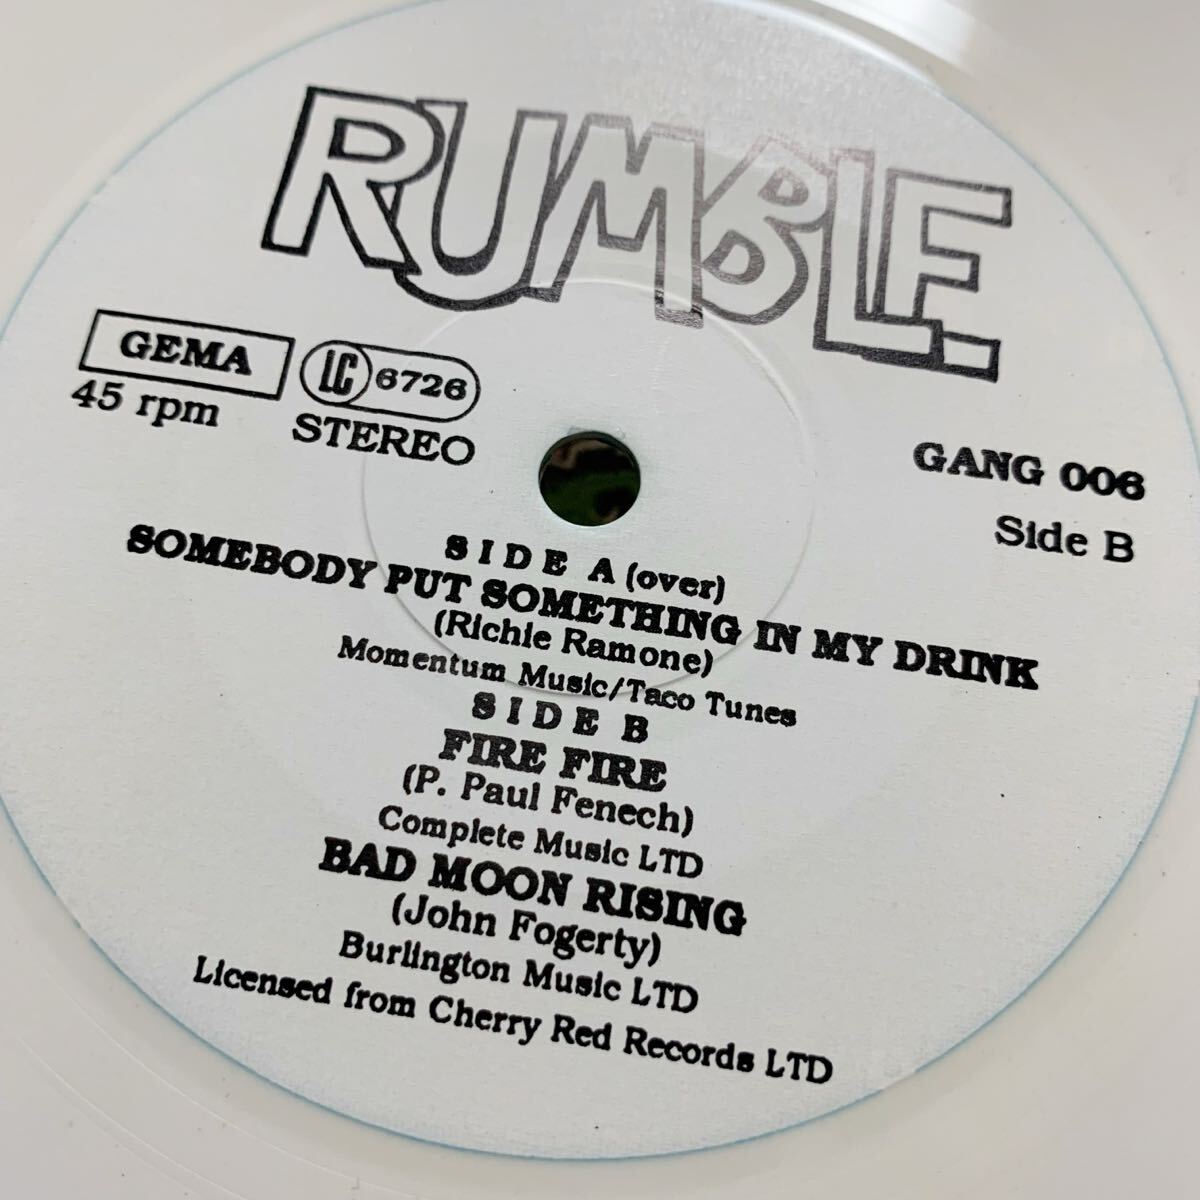 RUMBLE
GEMA LC 6726
45 rpm STEREO
GANG 006
Side B
SIDE A (over)
SOMEBODY PUT SOMETHING IN MY DRINK
(Richie Ramone)
Momentum Music/Taco Tunes
SIDE B
FIRE FIRE
(P. Paul Fenech)
Complete Music LTD
BAD MOON RISING
(John Fogerty)
Burlington Music LTD
Licensed from Cherry Red Records LTD